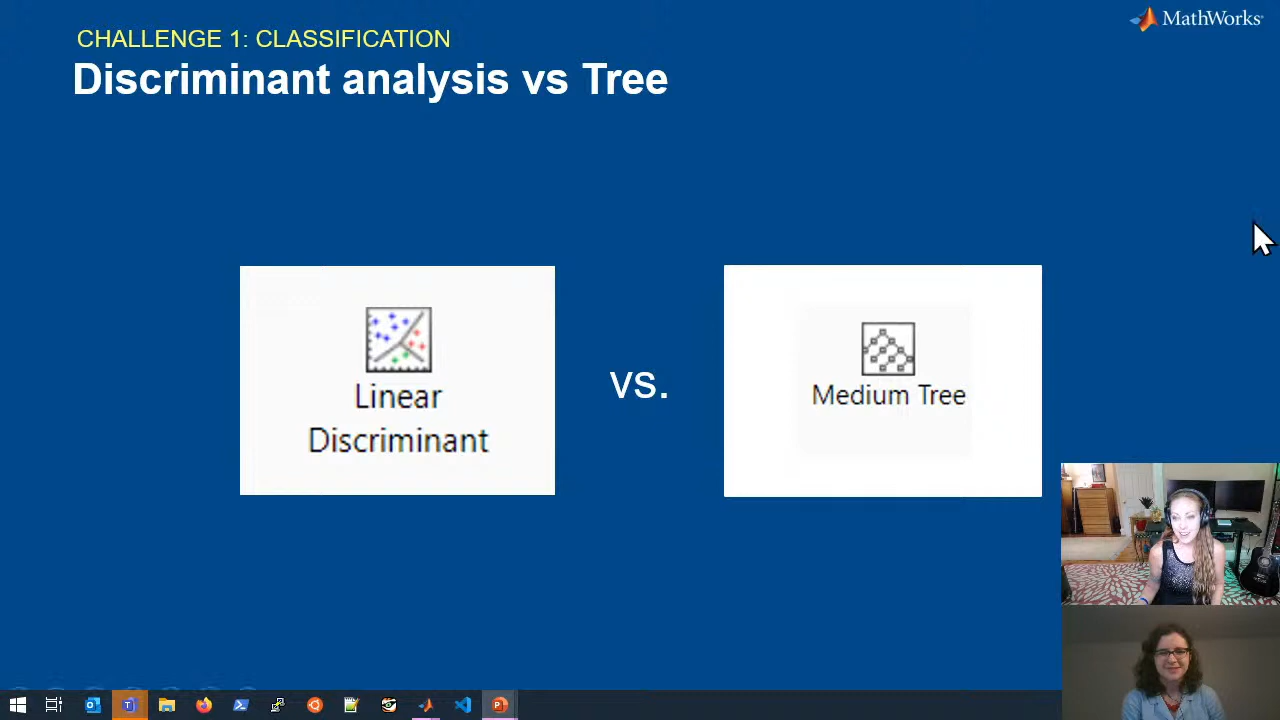 MathWorks
CHALLENGE 1: CLASSIFICATION
Discriminant analysis vs Tree
Linear
Discriminant
vs.
Medium Tree